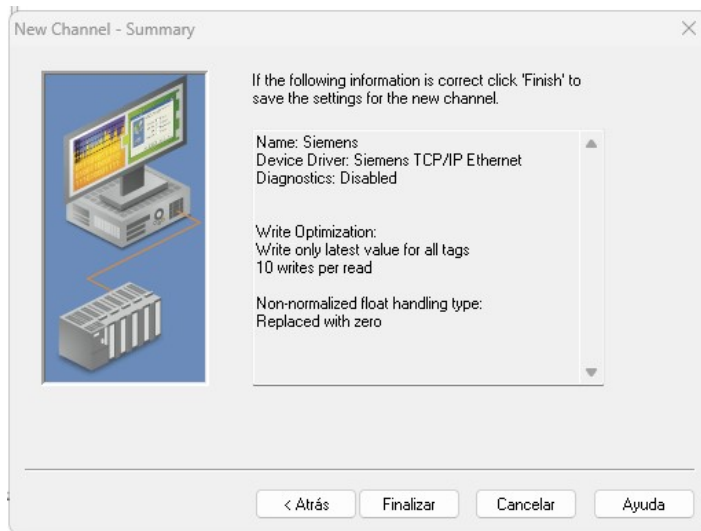 New Channel - Summary
If the following information is correct click 'Finish' to
save the settings for the new channel.
Name: Siemens
Device Driver: Siemens TCP/IP Ethernet
Diagnostics: Disabled
Write Optimization:
Write only latest value for all tags
10 writes per read
Non-normalized float handling type:
Replaced with zero
< Atrás
Finalizar
Cancelar
Ayuda